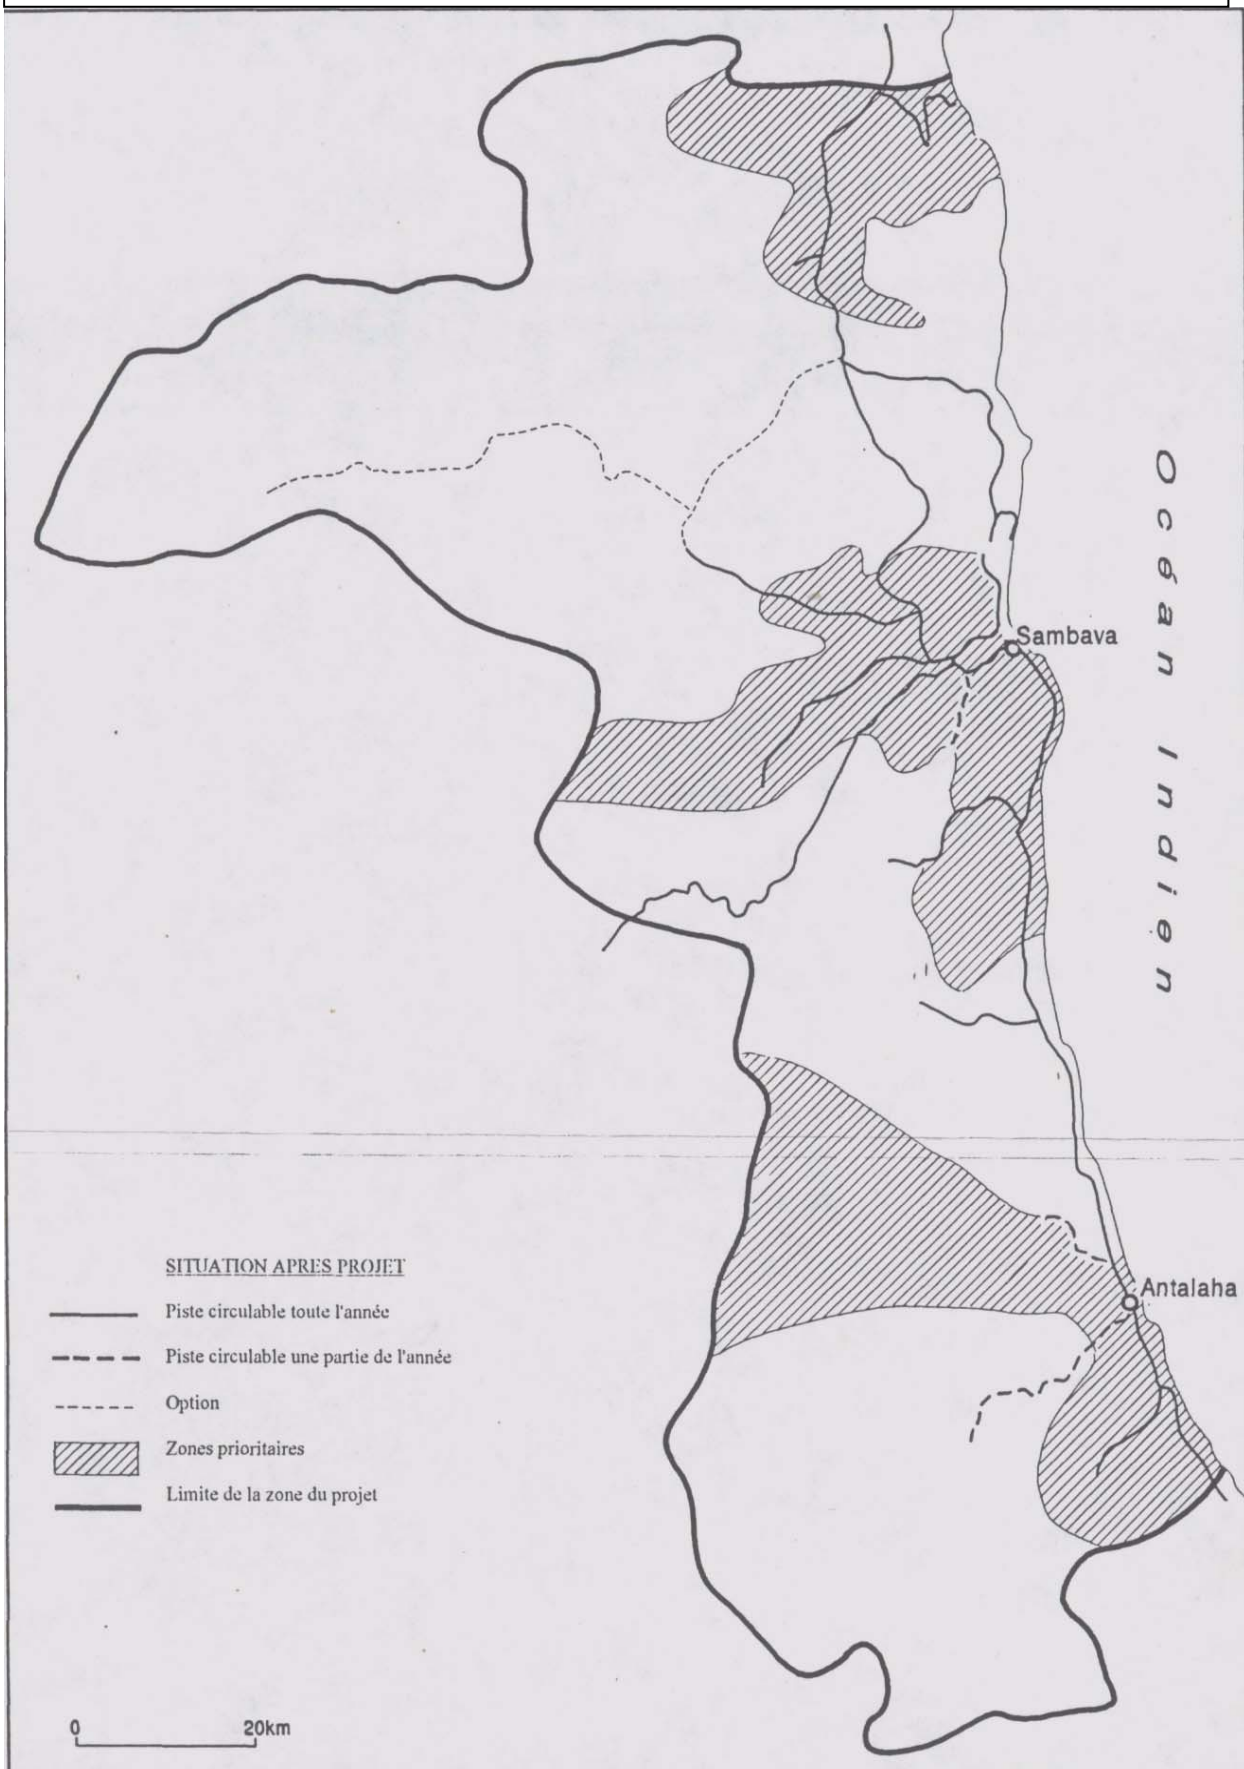 Océan Indien
Sambava
Antalaha
SITUATION APRES PROJET
Piste circulable toute l'année
Piste circulable une partie de l'année
Option
Zones prioritaires
Limite de la zone du projet
0 20km